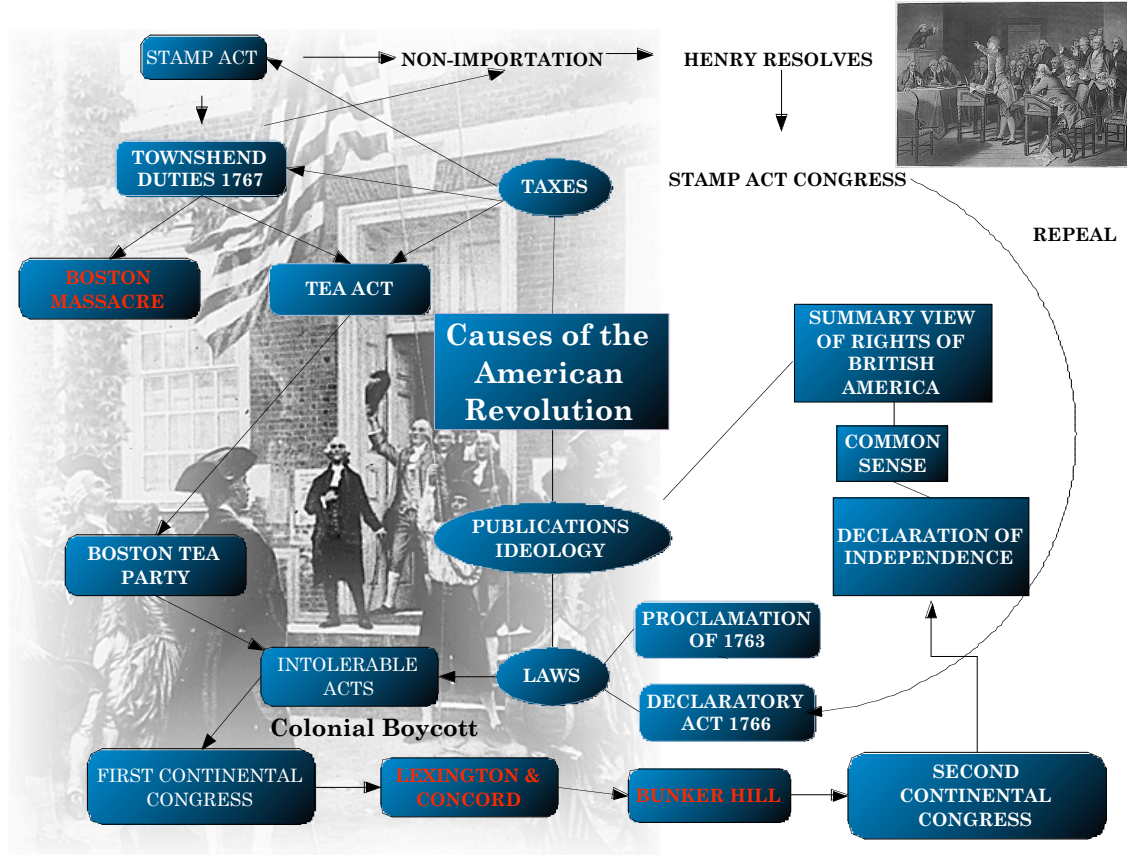 STAMP ACT
NON-IMPORTATION
HENRY RESOLVES
TOWNSHEND
DUTIES 1767
TAXES
STAMP ACT CONGRESS
REPEAL
BOSTON
MASSACRE
TEA ACT
Causes of the
American
Revolution
SUMMARY VIEW
OF RIGHTS OF
BRITISH
AMERICA
COMMON
SENSE
PUBLICATIONS
IDEOLOGY
DECLARATION OF
INDEPENDENCE
BOSTON TEA
PARTY
PROCLAMATION
OF 1763
INTOLERABLE
ACTS
LAWS
DECLARATORY
ACT 1766
Colonial Boycott
FIRST CONTINENTAL
CONGRESS
LEXINGTON &
CONCORD
BUNKER HILL
SECOND
CONTINENTAL
CONGRESS